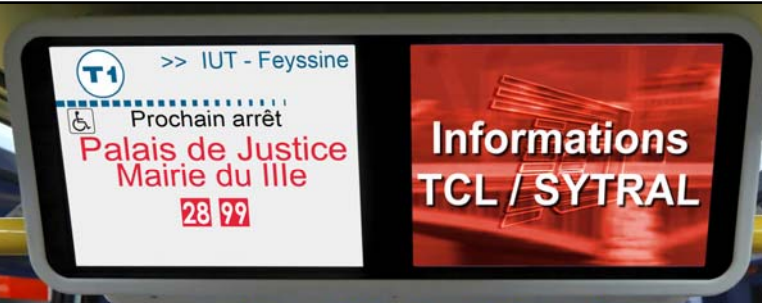 T1 >> IUT - Feyssine
Prochain arrêt
Palais de Justice
Mairie du IIIe
28 99
Informations
TCL / SYTRAL